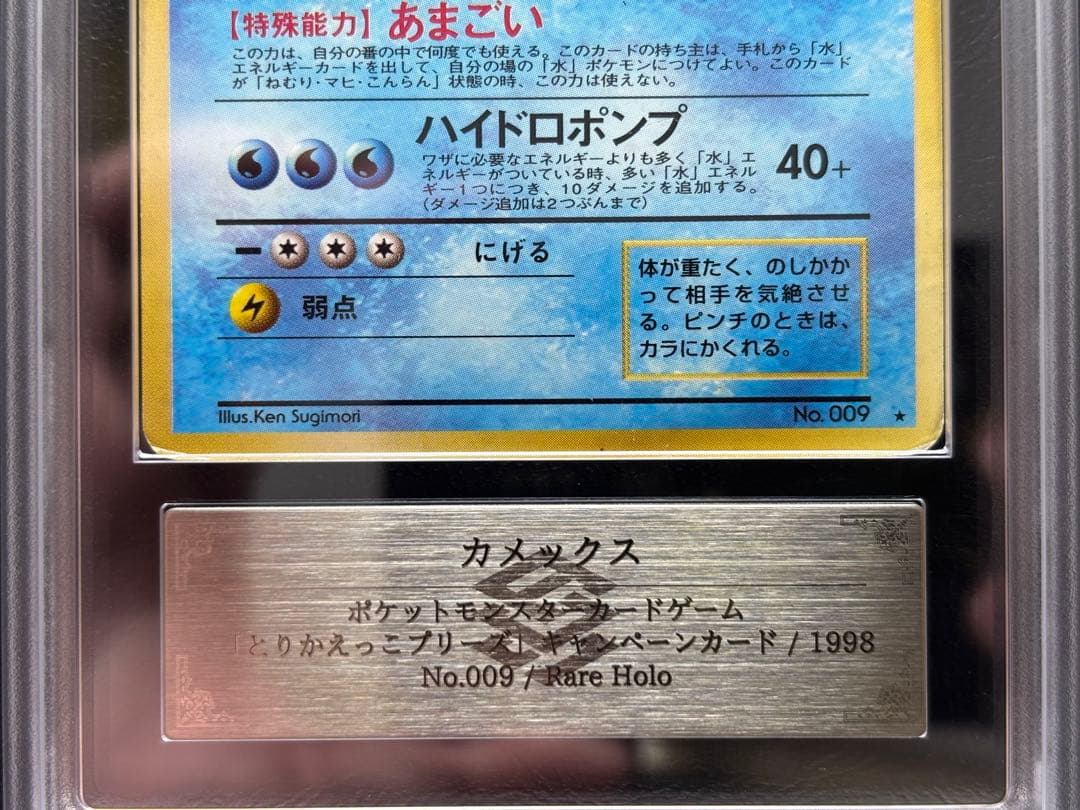 【特殊能力】あまごい
この力は、自分の番の中で何度でも使える。このカードの持ち主は、手札から「水」
エネルギーカードを出して、自分の場の「水」ポケモンにつけてよい。このカード
が「ねむり・マヒ・こんらん」状態の時、この力は使えない。
ハイドロポンプ
ワザに必要なエネルギーよりも多く「水」エ
ネルギーがついている時、多い「水」エネル
ギー1つにつき、10ダメージを追加する。
(ダメージ追加は2つぶんまで)
40+
にげる
弱点
体が重たく、のしかか
って相手を気絶させ
る。ピンチのときは、
カラにかくれる。
Illus.Ken Sugimori
No. 009 ★
カメックス
ポケットモンスターカードゲーム
「とりかえっこプリーズ」キャンペーンカード / 1998
No.009 / Rare Holo